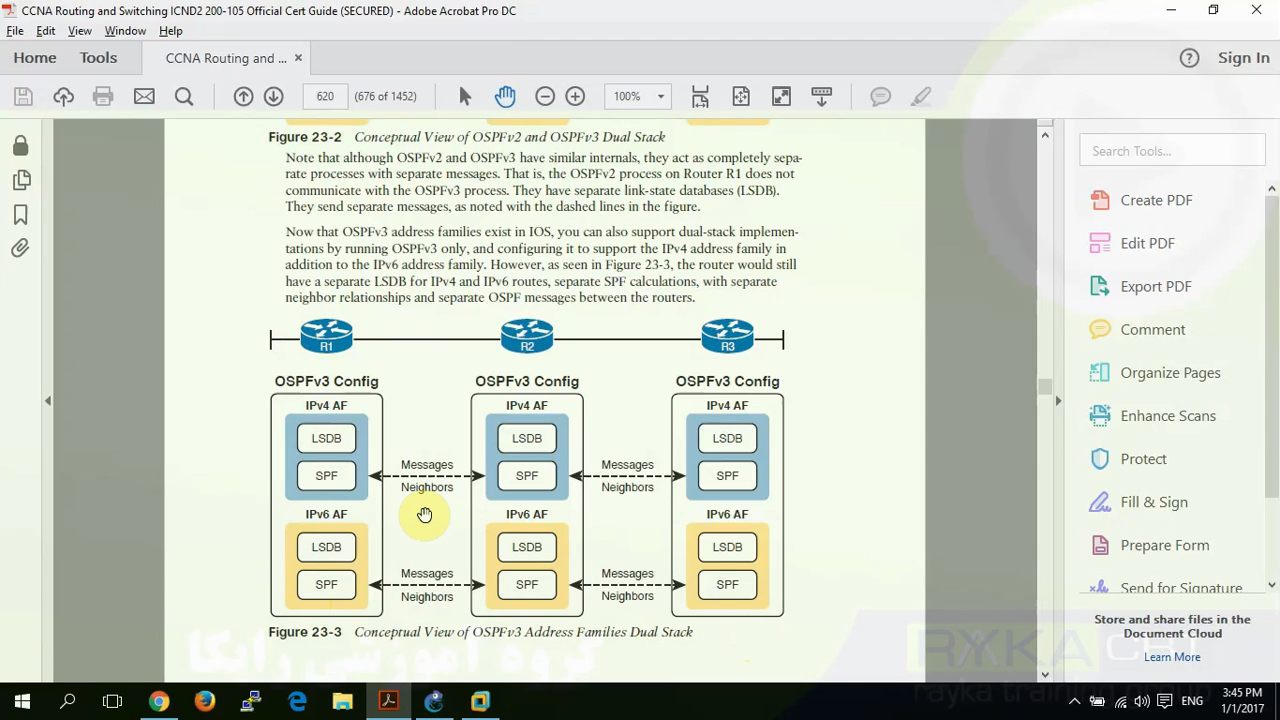 CCNA Routing and Switching ICND2 200-105 Official Cert Guide (SECURED) - Adobe Acrobat Pro DC
File Edit View Window Help
Home Tools CCNA Routing and ... × Sign In
620 (676 of 1452) 100%
Figure 23-2 Conceptual View of OSPFv2 and OSPFv3 Dual Stack
Note that although OSPFv2 and OSPFv3 have similar internals, they act as completely sepa-
rate processes with separate messages. That is, the OSPFv2 process on Router R1 does not
communicate with the OSPFv3 process. They have separate link-state databases (LSDB).
They send separate messages, as noted with the dashed lines in the figure.
Now that OSPFv3 address families exist in IOS, you can also support dual-stack implemen-
tations by running OSPFv3 only, and configuring it to support the IPv4 address family in
addition to the IPv6 address family. However, as seen in Figure 23-3, the router would still
have a separate LSDB for IPv4 and IPv6 routes, separate SPF calculations, with separate
neighbor relationships and separate OSPF messages between the routers.
R1 R2 R3
OSPFv3 Config OSPFv3 Config OSPFv3 Config
IPv4 AF IPv4 AF IPv4 AF
LSDB LSDB LSDB
Messages Messages
SPF SPF SPF
Neighbors Neighbors
IPv6 AF IPv6 AF IPv6 AF
LSDB LSDB LSDB
Messages Messages
SPF SPF SPF
Neighbors Neighbors
Figure 23-3 Conceptual View of OSPFv3 Address Families Dual Stack
Search Tools...
Create PDF
Edit PDF
Export PDF
Comment
Organize Pages
Enhance Scans
Protect
Fill & Sign
Prepare Form
Send for Signature
Store and share files in the
Document Cloud
Learn More
گروه آموزشی رایکا
RYKA CBT
rayka training group
ENG
3:45 PM
1/1/2017